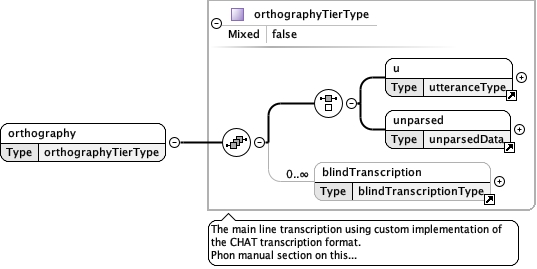 orthographyTierType
Mixed false
u
Type utteranceType
unparsed
Type unparsedData
orthography
Type orthographyTierType
0..∞
blindTranscription
Type blindTranscriptionType
The main line transcription using custom implementation of
the CHAT transcription format.
Phon manual section on this...